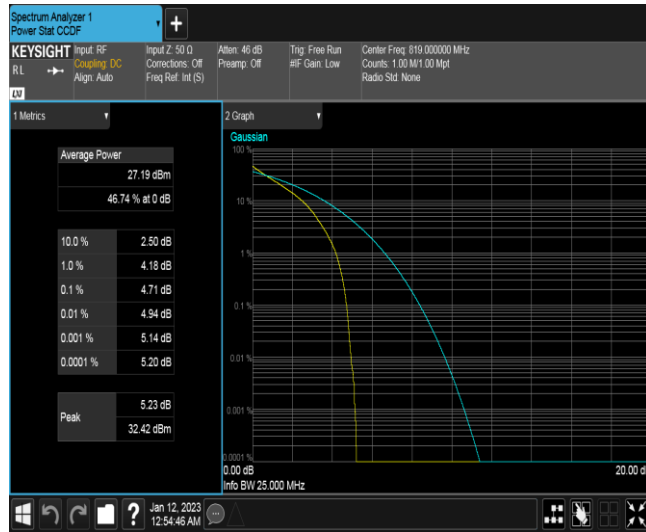 Spectrum Analyzer 1
Power Stat CCDF
+
KEYSIGHT
RL
LXI
Input: RF
Coupling: DC
Align: Auto
Input Z: 50 Ω
Corrections: Off
Freq Ref: Int (S)
Atten: 46 dB
Preamp: Off
Trig: Free Run
#IF Gain: Low
Center Freq: 819.000000 MHz
Counts: 1.00 M/1.00 Mpt
Radio Std: None
1 Metrics
Average Power
27.19 dBm
46.74 % at 0 dB
10.0 % 2.50 dB
1.0 % 4.18 dB
0.1 % 4.71 dB
0.01 % 4.94 dB
0.001 % 5.14 dB
0.0001 % 5.20 dB
Peak
5.23 dB
32.42 dBm
2 Graph
Gaussian
100 %
10 %
1 %
0.1 %
0.01 %
0.001 %
0.0001 %
0.00 dB
20.00 d
Info BW 25.000 MHz
?
Jan 12, 2023
12:54:46 AM